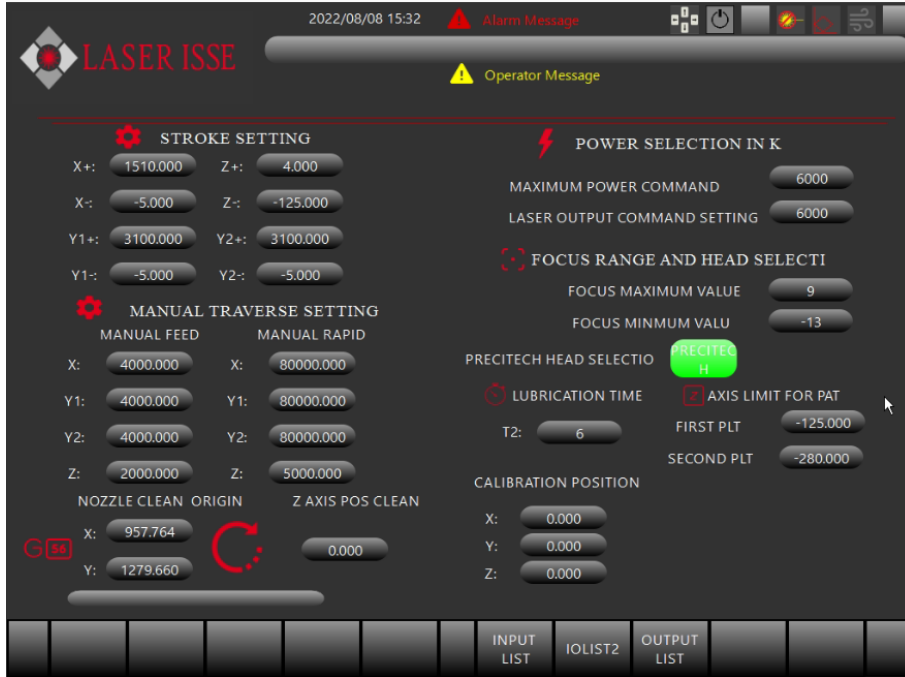 2022/08/08 15:32
Alarm Message
LASER ISSE
Operator Message
STROKE SETTING
X+: 1510.000 Z+: 4.000
X-: -5.000 Z-: -125.000
Y1+: 3100.000 Y2+: 3100.000
Y1-: -5.000 Y2-: -5.000
MANUAL TRAVERSE SETTING
MANUAL FEED MANUAL RAPID
X: 4000.000 X: 80000.000
Y1: 4000.000 Y1: 80000.000
Y2: 4000.000 Y2: 80000.000
Z: 2000.000 Z: 5000.000
NOZZLE CLEAN ORIGIN Z AXIS POS CLEAN
G56
X: 957.764
0.000
Y: 1279.660
POWER SELECTION IN K
MAXIMUM POWER COMMAND 6000
LASER OUTPUT COMMAND SETTING 6000
FOCUS RANGE AND HEAD SELECTI
FOCUS MAXIMUM VALUE 9
FOCUS MINMUM VALU -13
PRECITECH HEAD SELECTIO
PRECITEC
H
LUBRICATION TIME
T2: 6
Z AXIS LIMIT FOR PAT
FIRST PLT -125.000
SECOND PLT -280.000
CALIBRATION POSITION
X: 0.000
Y: 0.000
Z: 0.000
INPUT
LIST
IOLIST2
OUTPUT
LIST